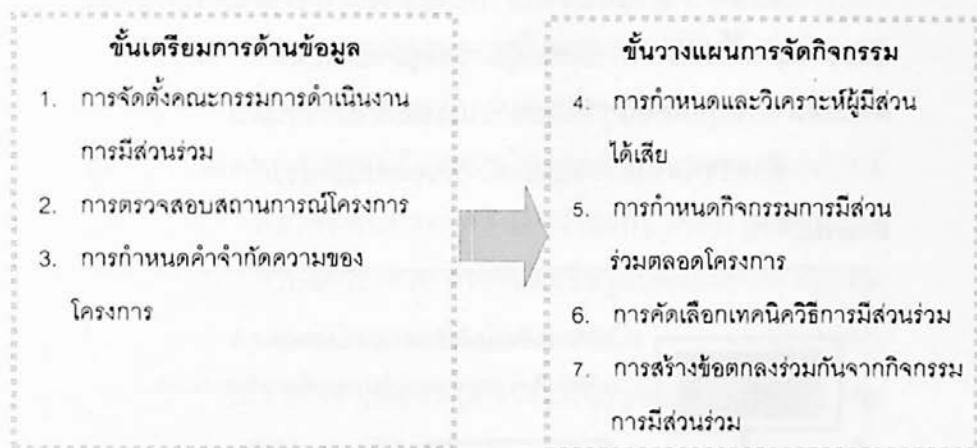 ขั้นเตรียมการด้านข้อมูล
1. การจัดตั้งคณะกรรมการดำเนินงาน
การมีส่วนร่วม
2. การตรวจสอบสถานการณ์โครงการ
3. การกำหนดคำจำกัดความของ
โครงการ
ขั้นวางแผนการจัดกิจกรรม
4. การกำหนดและวิเคราะห์ผู้มีส่วน
ได้เสีย
5. การกำหนดกิจกรรมการมีส่วน
ร่วมตลอดโครงการ
6. การคัดเลือกเทคนิควิธีการมีส่วนร่วม
7. การสร้างข้อตกลงร่วมกันจากกิจกรรม
การมีส่วนร่วม